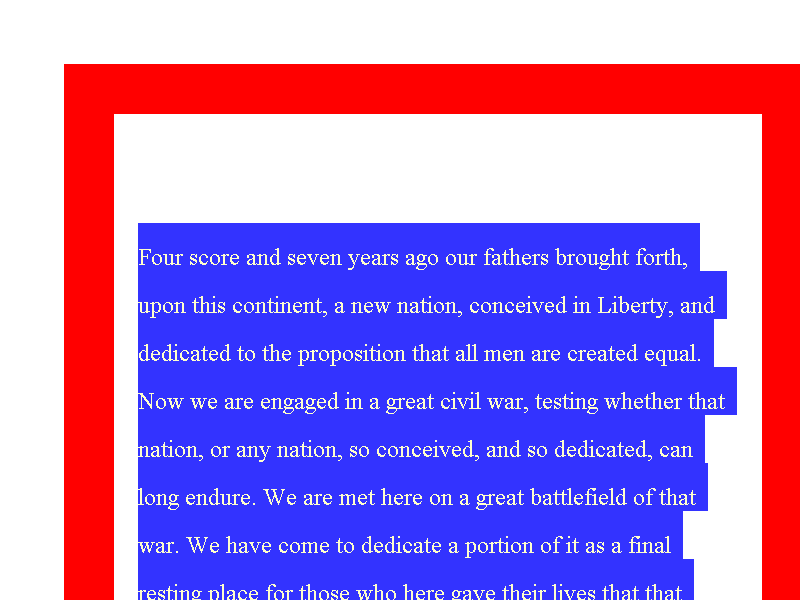 Four score and seven years ago our fathers brought forth,
upon this continent, a new nation, conceived in Liberty, and
dedicated to the proposition that all men are created equal.
Now we are engaged in a great civil war, testing whether that
nation, or any nation, so conceived, and so dedicated, can
long endure. We are met here on a great battlefield of that
war. We have come to dedicate a portion of it as a final
resting place for those who here gave their lives that that